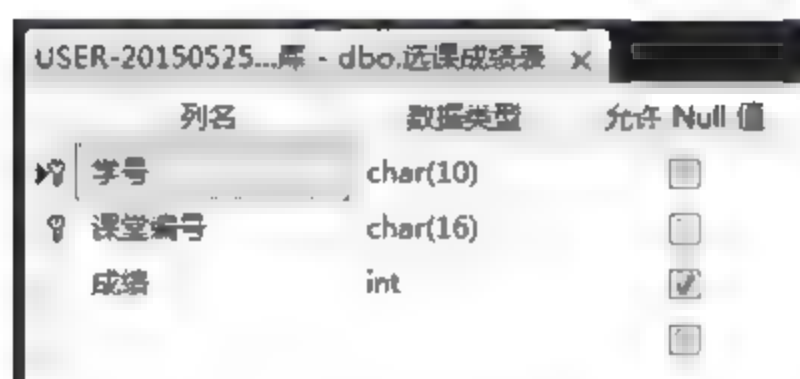 USER-20150525...库 - dbo.选课成绩表 ×
列名 数据类型 允许 Null 值
学号 char(10)
课堂编号 char(16)
成绩 int